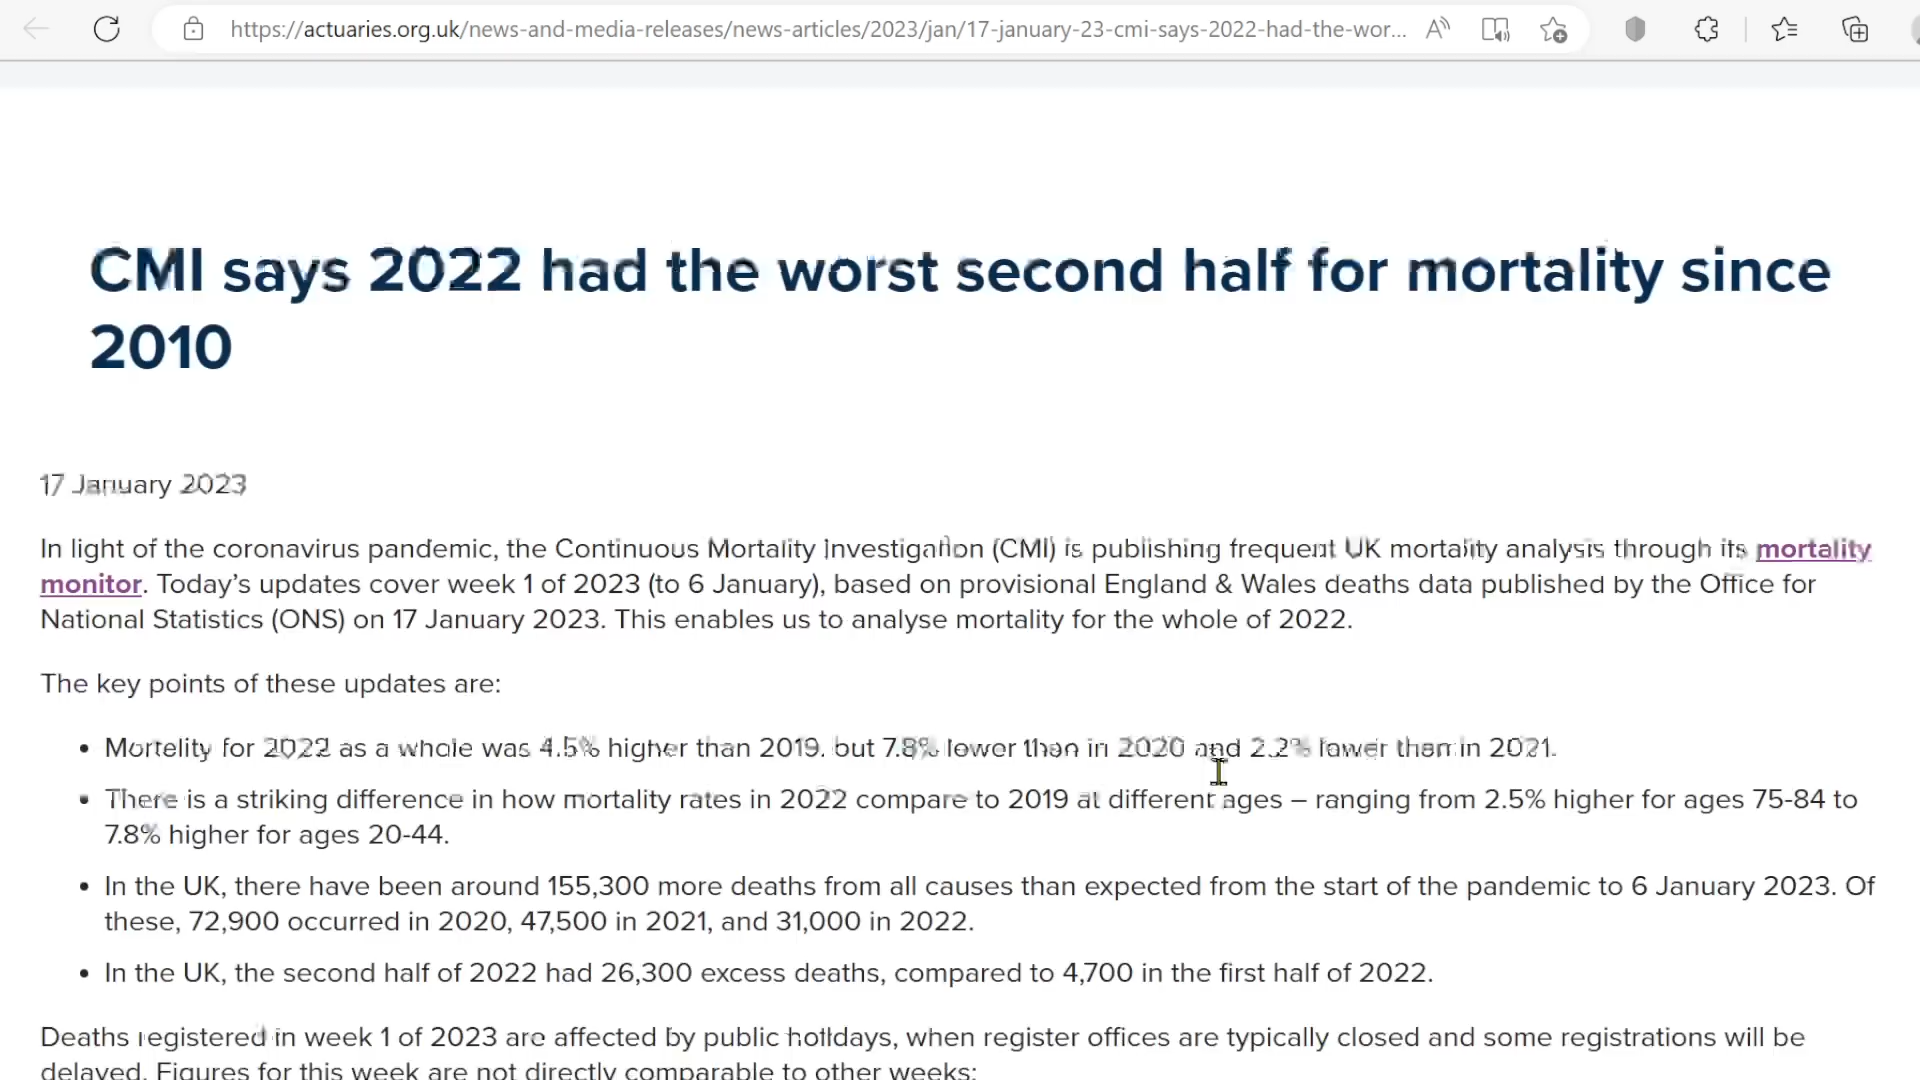 https://actuaries.org.uk/news-and-media-releases/news-articles/2023/jan/17-january-23-cmi-says-2022-had-the-wor...
CMI says 2022 had the worst second half for mortality since
2010
17 January 2023
In light of the coronavirus pandemic, the Continuous Mortality Investigation (CMI) is publishing frequent UK mortality analysis through its mortality
monitor. Today’s updates cover week 1 of 2023 (to 6 January), based on provisional England & Wales deaths data published by the Office for
National Statistics (ONS) on 17 January 2023. This enables us to analyse mortality for the whole of 2022.
The key points of these updates are:
• Mortality for 2022 as a whole was 4.5% higher than 2019, but 7.8% lower than in 2020 and 2.2% lower than in 2021.
• There is a striking difference in how mortality rates in 2022 compare to 2019 at different ages – ranging from 2.5% higher for ages 75-84 to
7.8% higher for ages 20-44.
• In the UK, there have been around 155,300 more deaths from all causes than expected from the start of the pandemic to 6 January 2023. Of
these, 72,900 occurred in 2020, 47,500 in 2021, and 31,000 in 2022.
• In the UK, the second half of 2022 had 26,300 excess deaths, compared to 4,700 in the first half of 2022.
Deaths registered in week 1 of 2023 are affected by public holidays, when register offices are typically closed and some registrations will be
delayed. Figures for this week are not directly comparable to other weeks: